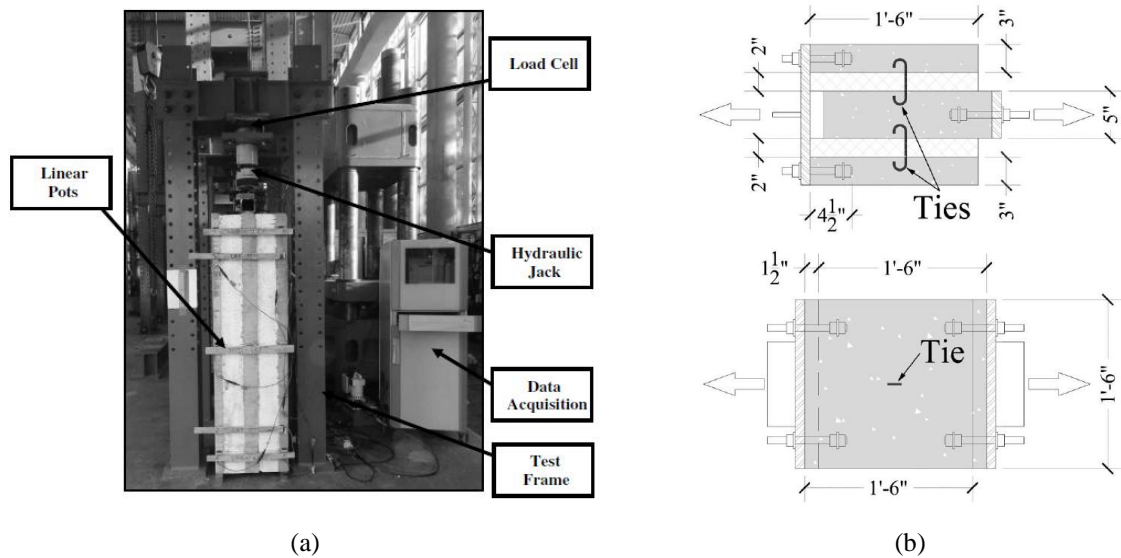 Load Cell
Linear
Pots
Hydraulic
Jack
Data
Acquisition
Test
Frame
(a)
1'-6"
3"
2"
5"
2"
4 1/2"
Ties
3"
1 1/2"
1'-6"
Tie
1'-6"
1'-6"
(b)